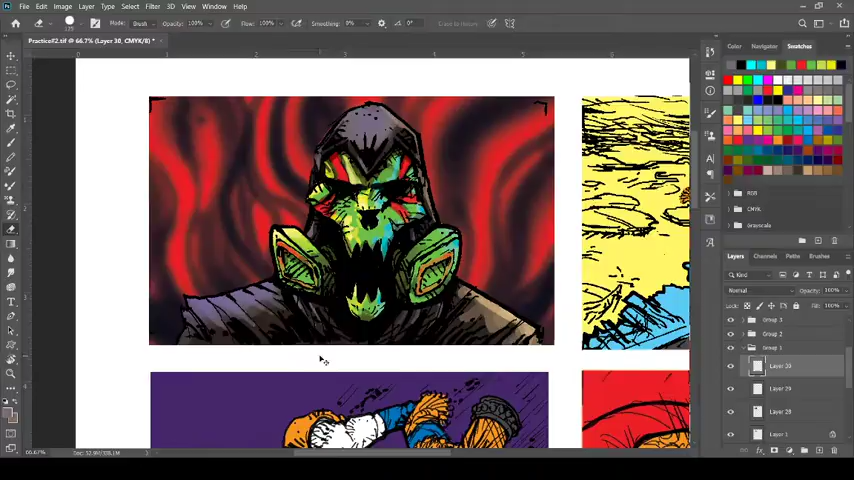 File Edit Image Layer Type Select Filter 3D View Window Help
Mode: Brush Opacity: 100% Flow: 100% Smoothing: 8% 0°
Practice#2.tif @ 66.7% (Layer 30, CMYK/8) *
Color Navigator Swatches
RGB
CMYK
Grayscale
Layers Channels Paths Brushes
Kind
Normal Opacity: 100%
Lock: Fill: 100%
Group 3
Group 2
Group 1
Layer 30
Layer 29
Layer 28
Layer 1
66.67%